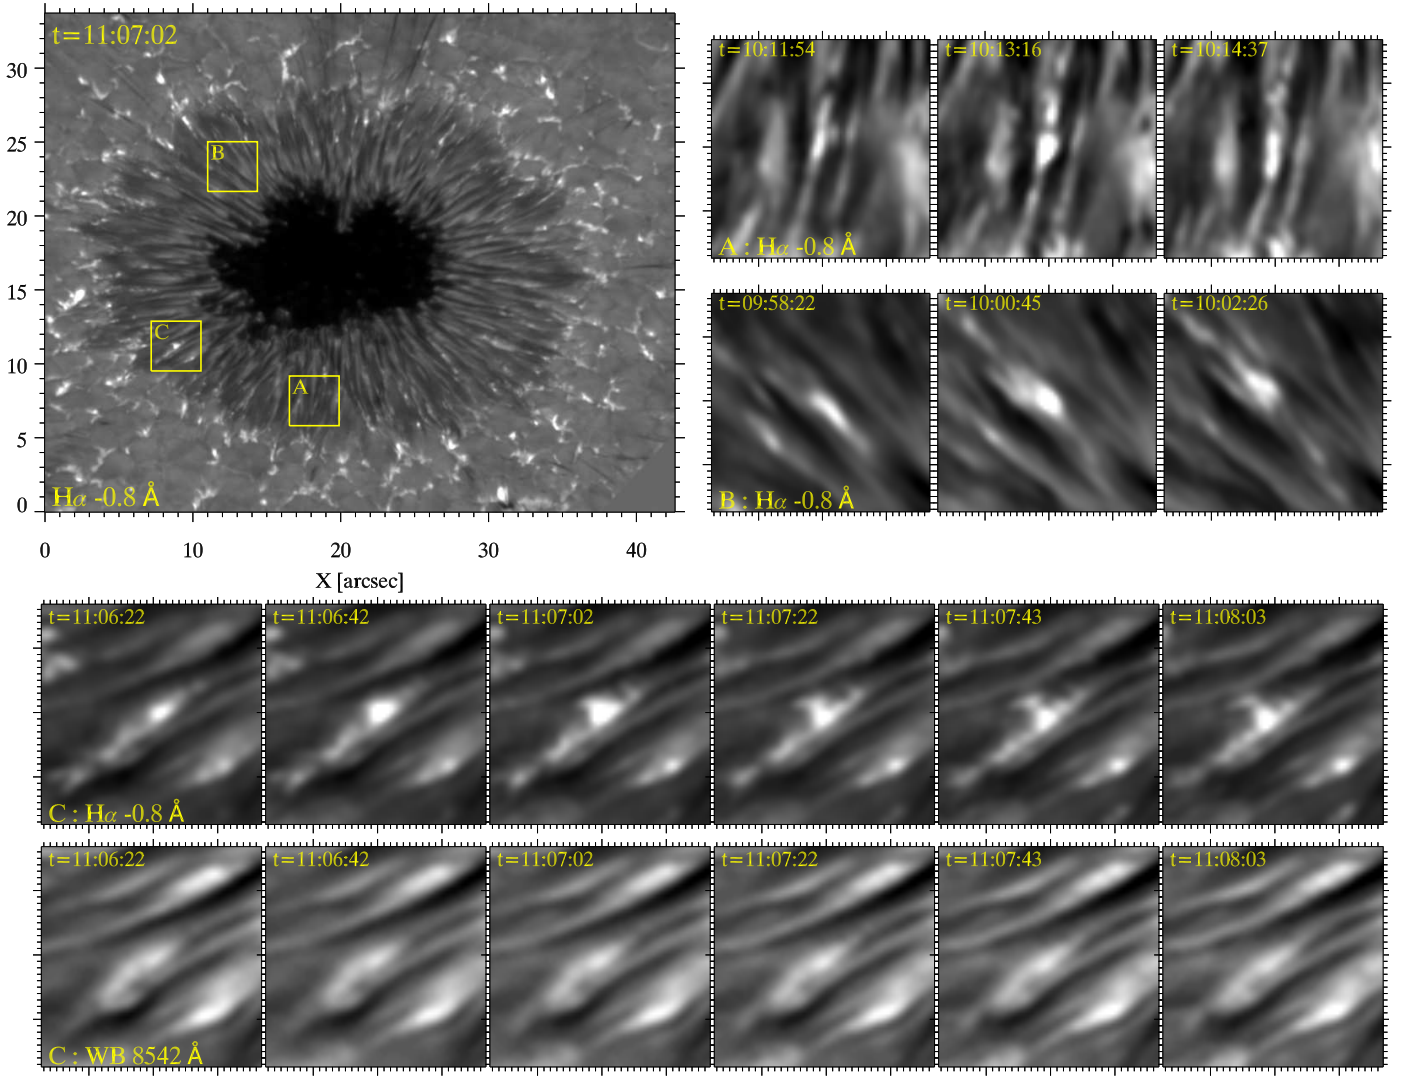 t=11:07:02
30
25
20
15
10
5
0
B
C
A
Hα -0.8 Å
0 10 20 30 40
X [arcsec]
t=10:11:54 t=10:13:16 t=10:14:37
A : Hα -0.8 Å
t=09:58:22 t=10:00:45 t=10:02:26
B : Hα -0.8 Å
t=11:06:22 t=11:06:42 t=11:07:02 t=11:07:22 t=11:07:43 t=11:08:03
C : Hα -0.8 Å
t=11:06:22 t=11:06:42 t=11:07:02 t=11:07:22 t=11:07:43 t=11:08:03
C : WB 8542 Å